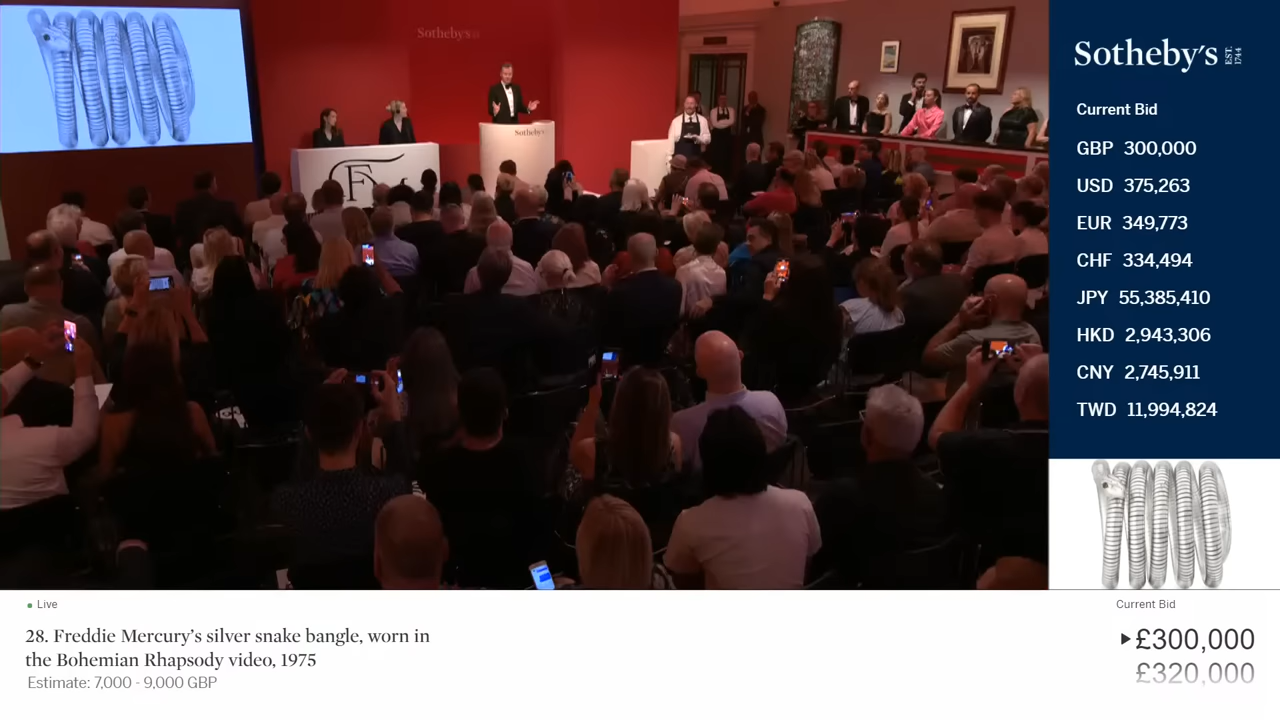 Sotheby's
Sotheby's
FM
Sotheby's EST. 1744
Current Bid
GBP 300,000
USD 375,263
EUR 349,773
CHF 334,494
JPY 55,385,410
HKD 2,943,306
CNY 2,745,911
TWD 11,994,824
Live
28. Freddie Mercury's silver snake bangle, worn in
the Bohemian Rhapsody video, 1975
Estimate: 7,000 - 9,000 GBP
Current Bid
£300,000
£320,000